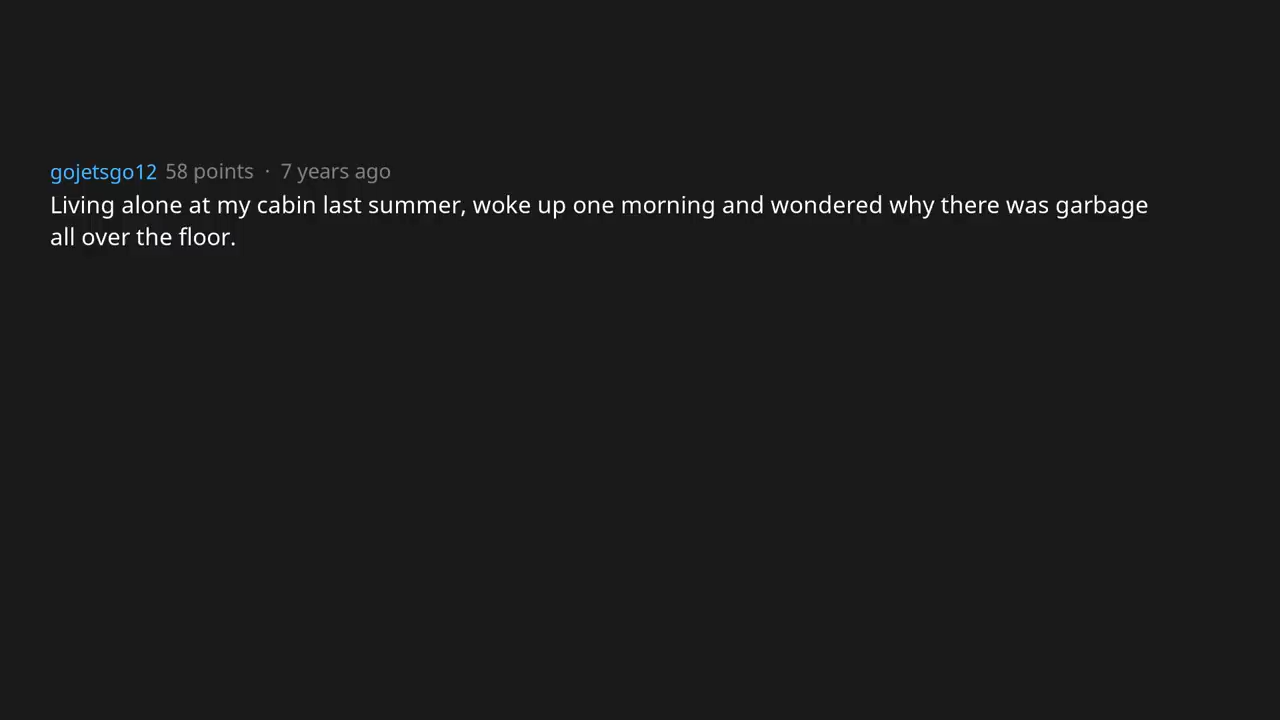 gojetsgo12 58 points · 7 years ago
Living alone at my cabin last summer, woke up one morning and wondered why there was garbage
all over the floor.